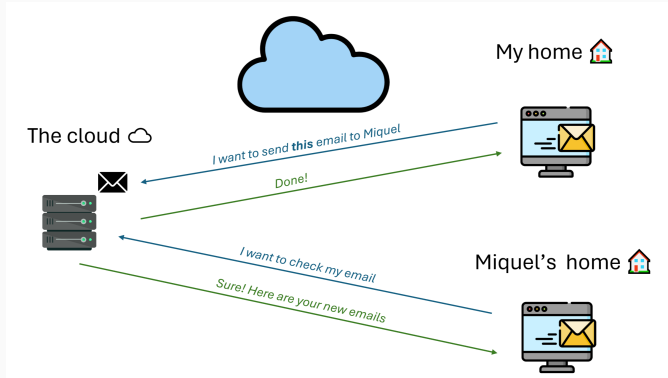 My home
The cloud
I want to send this email to Miquel
Done!
I want to check my email
Miquel's home
Sure! Here are your new emails